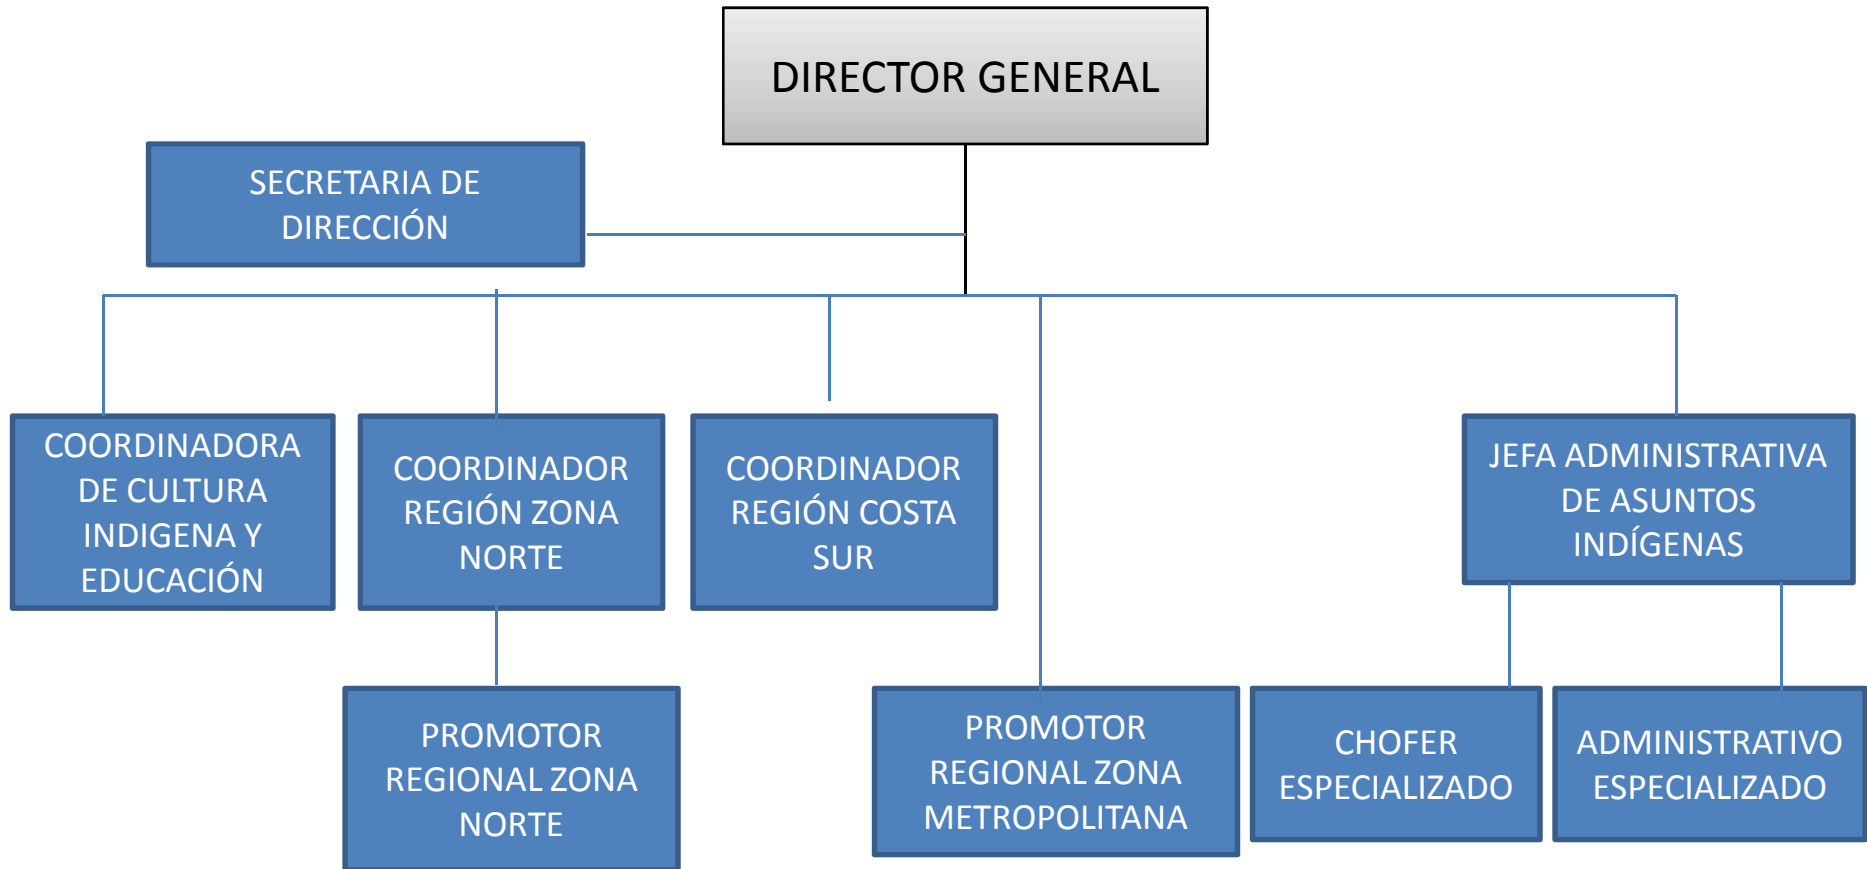 DIRECTOR GENERAL
SECRETARIA DE
DIRECCIÓN
COORDINADORA
DE CULTURA
INDIGENA Y
EDUCACIÓN
COORDINADOR
REGIÓN ZONA
NORTE
COORDINADOR
REGIÓN COSTA
SUR
JEFA ADMINISTRATIVA
DE ASUNTOS
INDÍGENAS
PROMOTOR
REGIONAL ZONA
NORTE
PROMOTOR
REGIONAL ZONA
METROPOLITANA
CHOFER
ESPECIALIZADO
ADMINISTRATIVO
ESPECIALIZADO